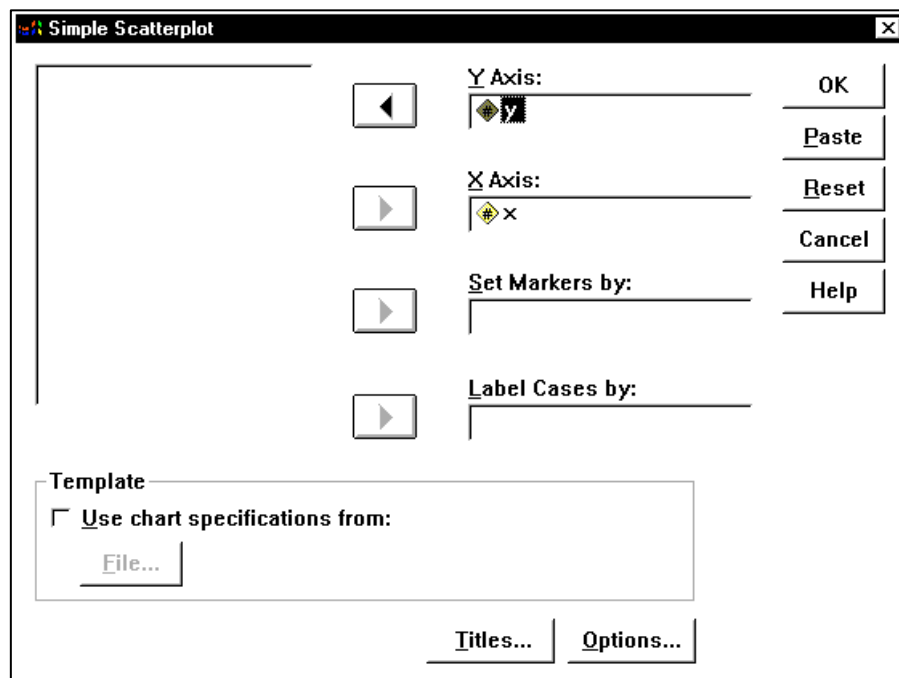 Simple Scatterplot
Y Axis:
# y
X Axis:
# x
Set Markers by:
Label Cases by:
OK
Paste
Reset
Cancel
Help
Template
Use chart specifications from:
File...
Titles...
Options...